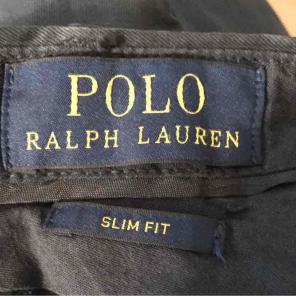 POLO
RALPH LAUREN
SLIM FIT